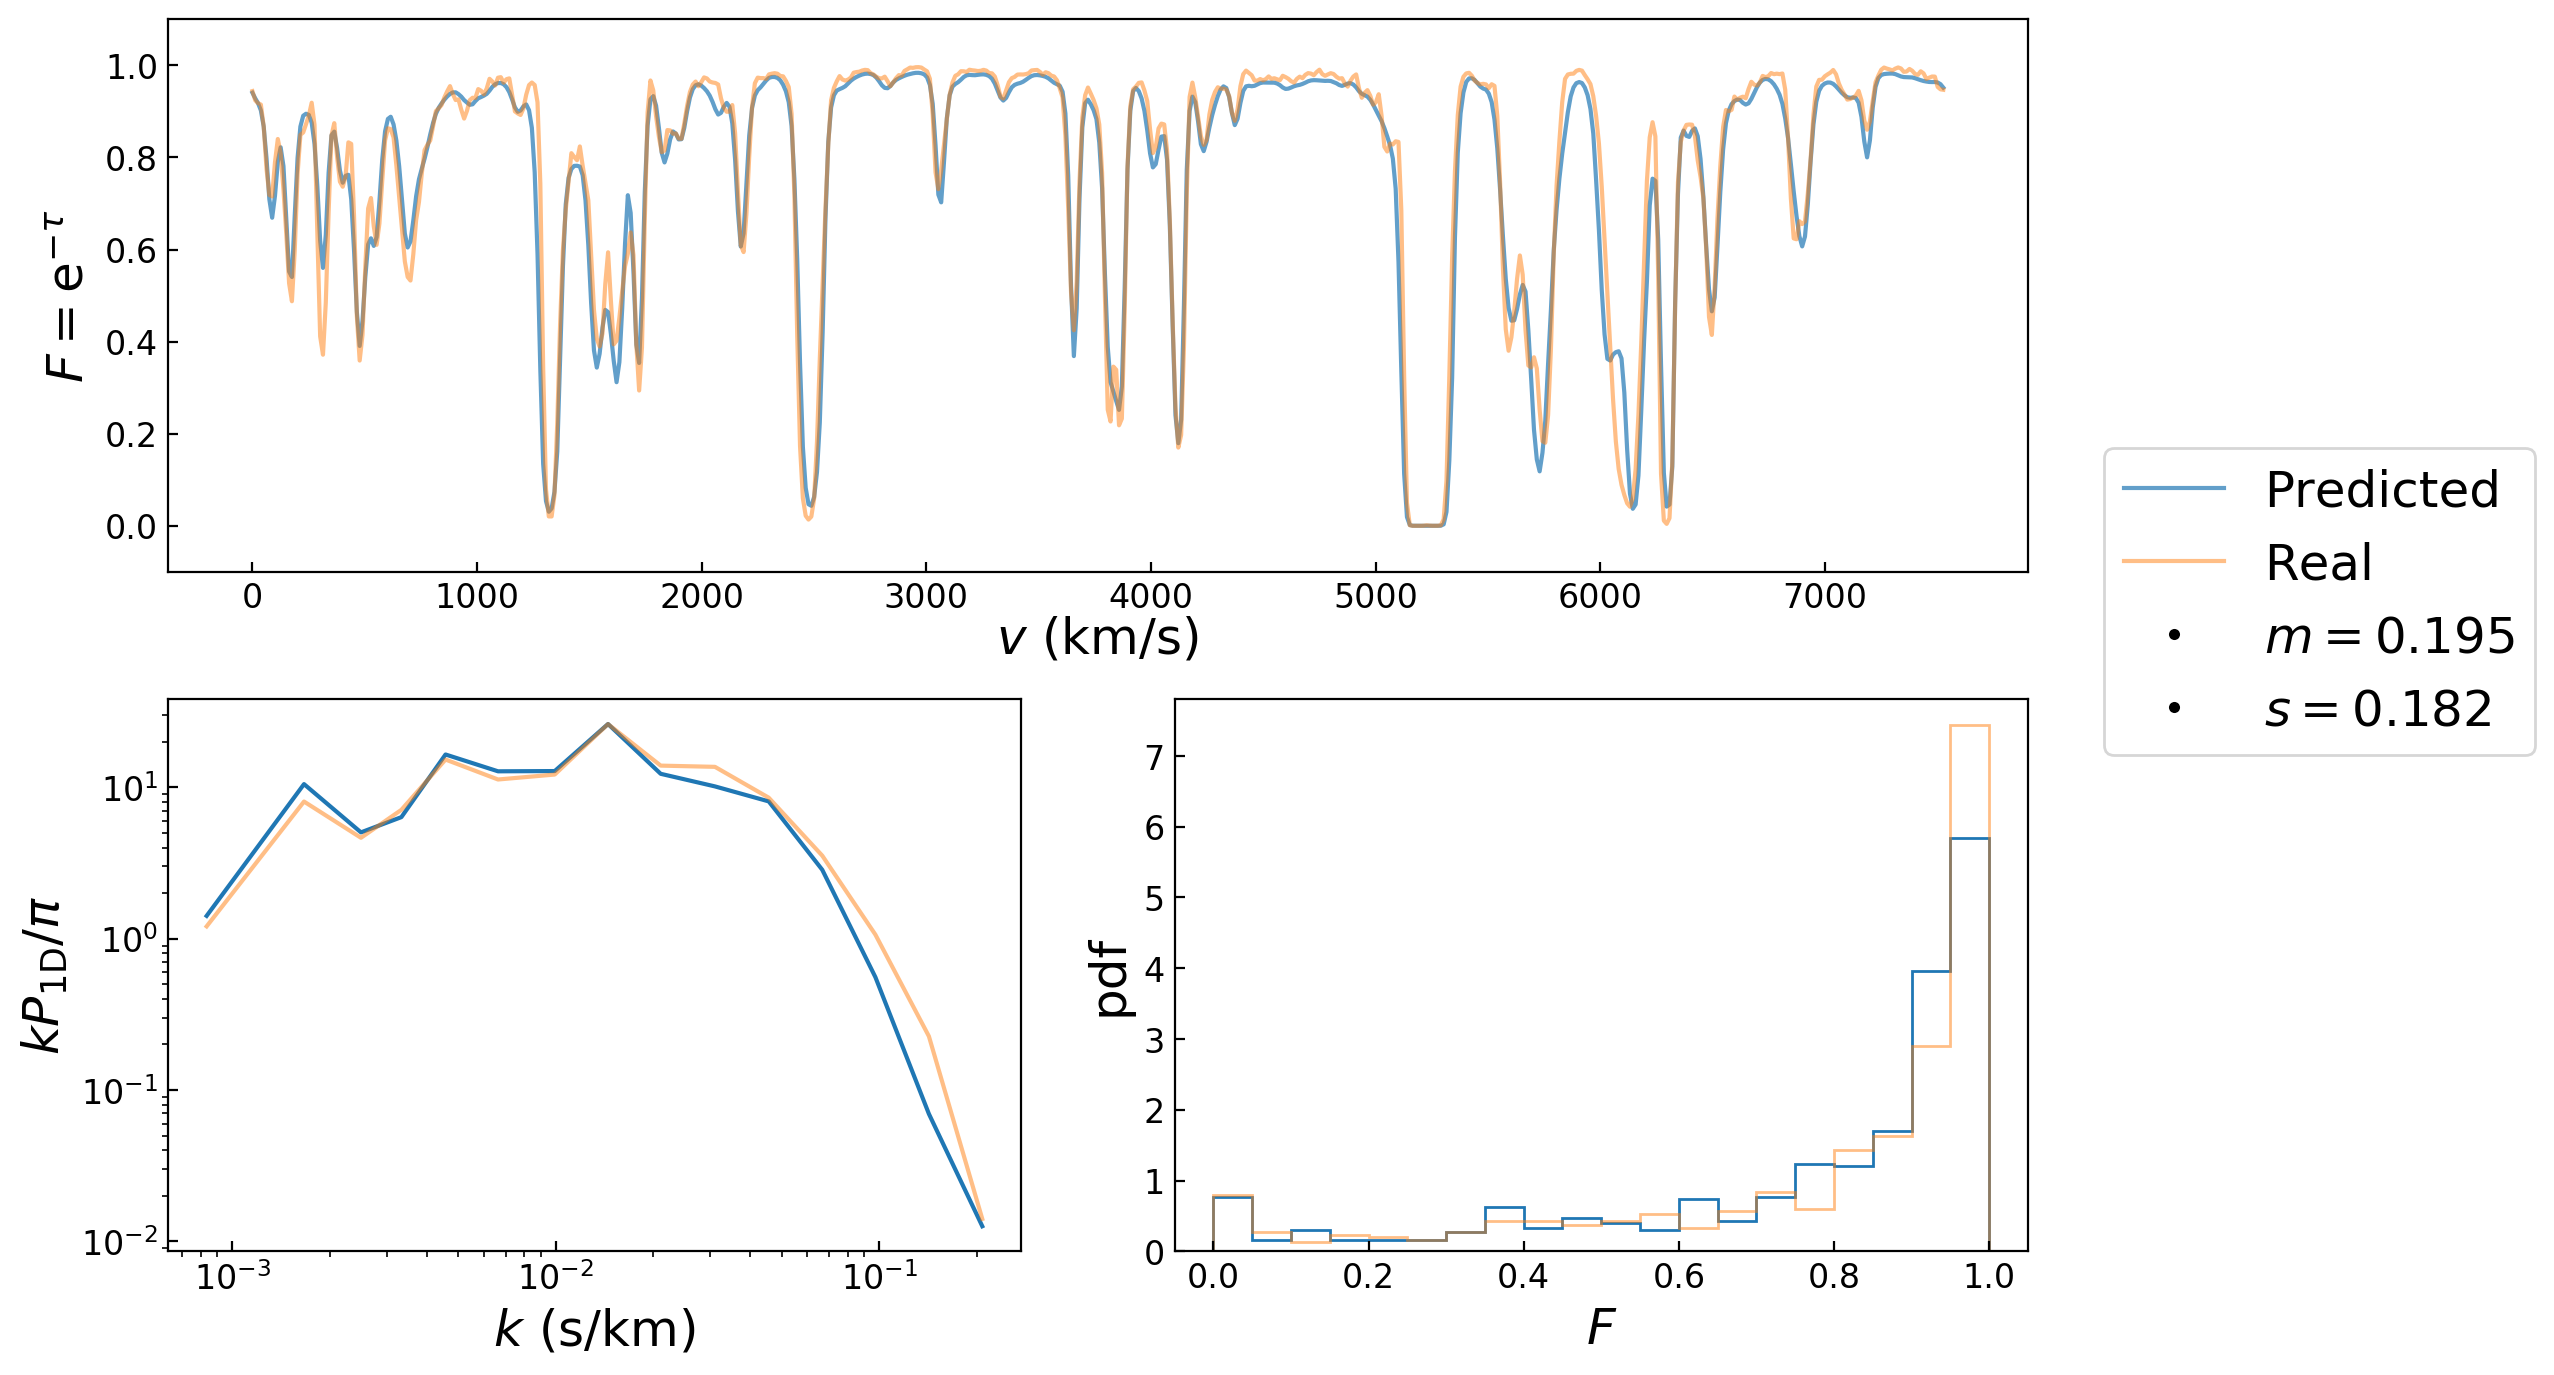 1.0
0.8
0.6
0.4
0.2
0.0
F = e^{−τ}
0 1000 2000 3000 4000 5000 6000 7000
v (km/s)
Predicted
Real
m = 0.195
s = 0.182
10^1
10^0
10^{−1}
10^{−2}
kP_{1D}/π
10^{−3} 10^{−2} 10^{−1}
k (s/km)
7
6
5
4
3
2
1
0
pdf
0.0 0.2 0.4 0.6 0.8 1.0
F